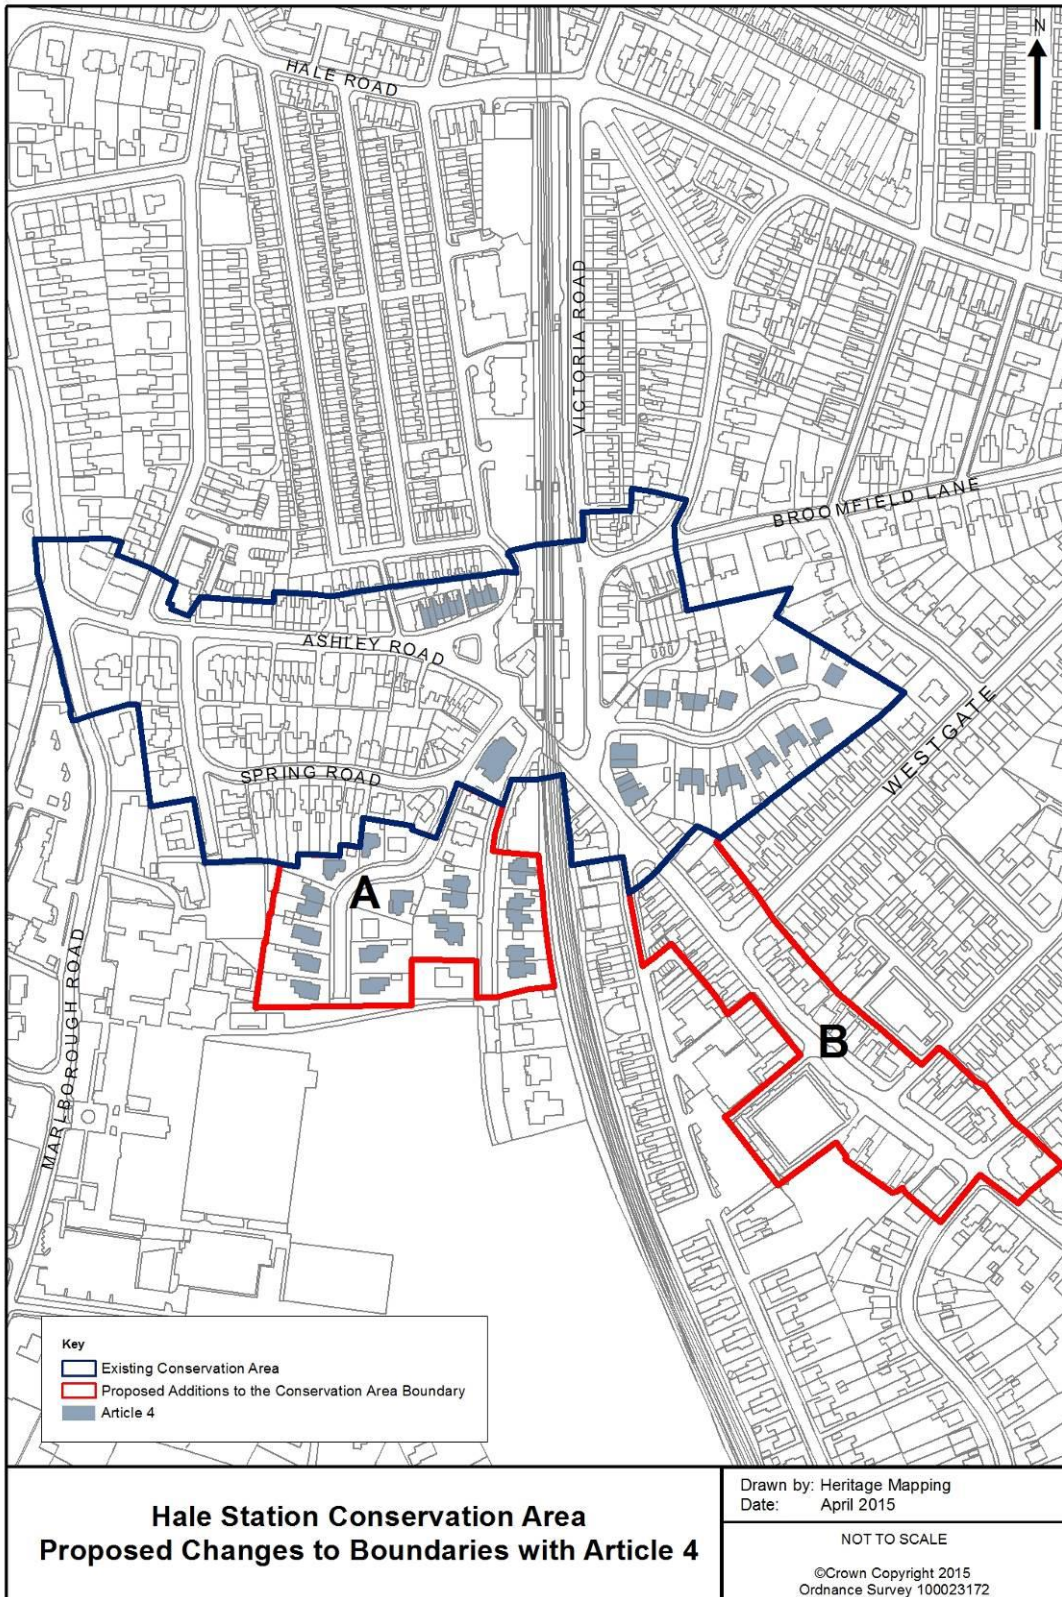 N
HALE ROAD
VICTORIA ROAD
BROOMFIELD LANE
ASHLEY ROAD
WESTGATE
SPRING ROAD
A
MARLBOROUGH ROAD
B
Key
Existing Conservation Area
Proposed Additions to the Conservation Area Boundary
Article 4
Hale Station Conservation Area
Proposed Changes to Boundaries with Article 4
Drawn by: Heritage Mapping
Date: April 2015
NOT TO SCALE
©Crown Copyright 2015
Ordnance Survey 100023172